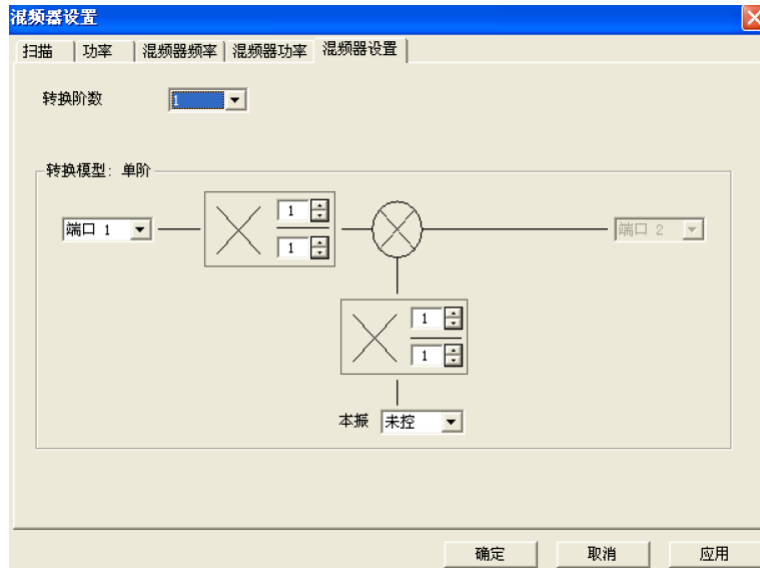 混频器设置
扫描 功率 混频器频率 混频器功率 混频器设置
转换阶数 1
转换模型: 单阶
1
端口 1 端口 2
1
1
1
本振 未控
确定 取消 应用